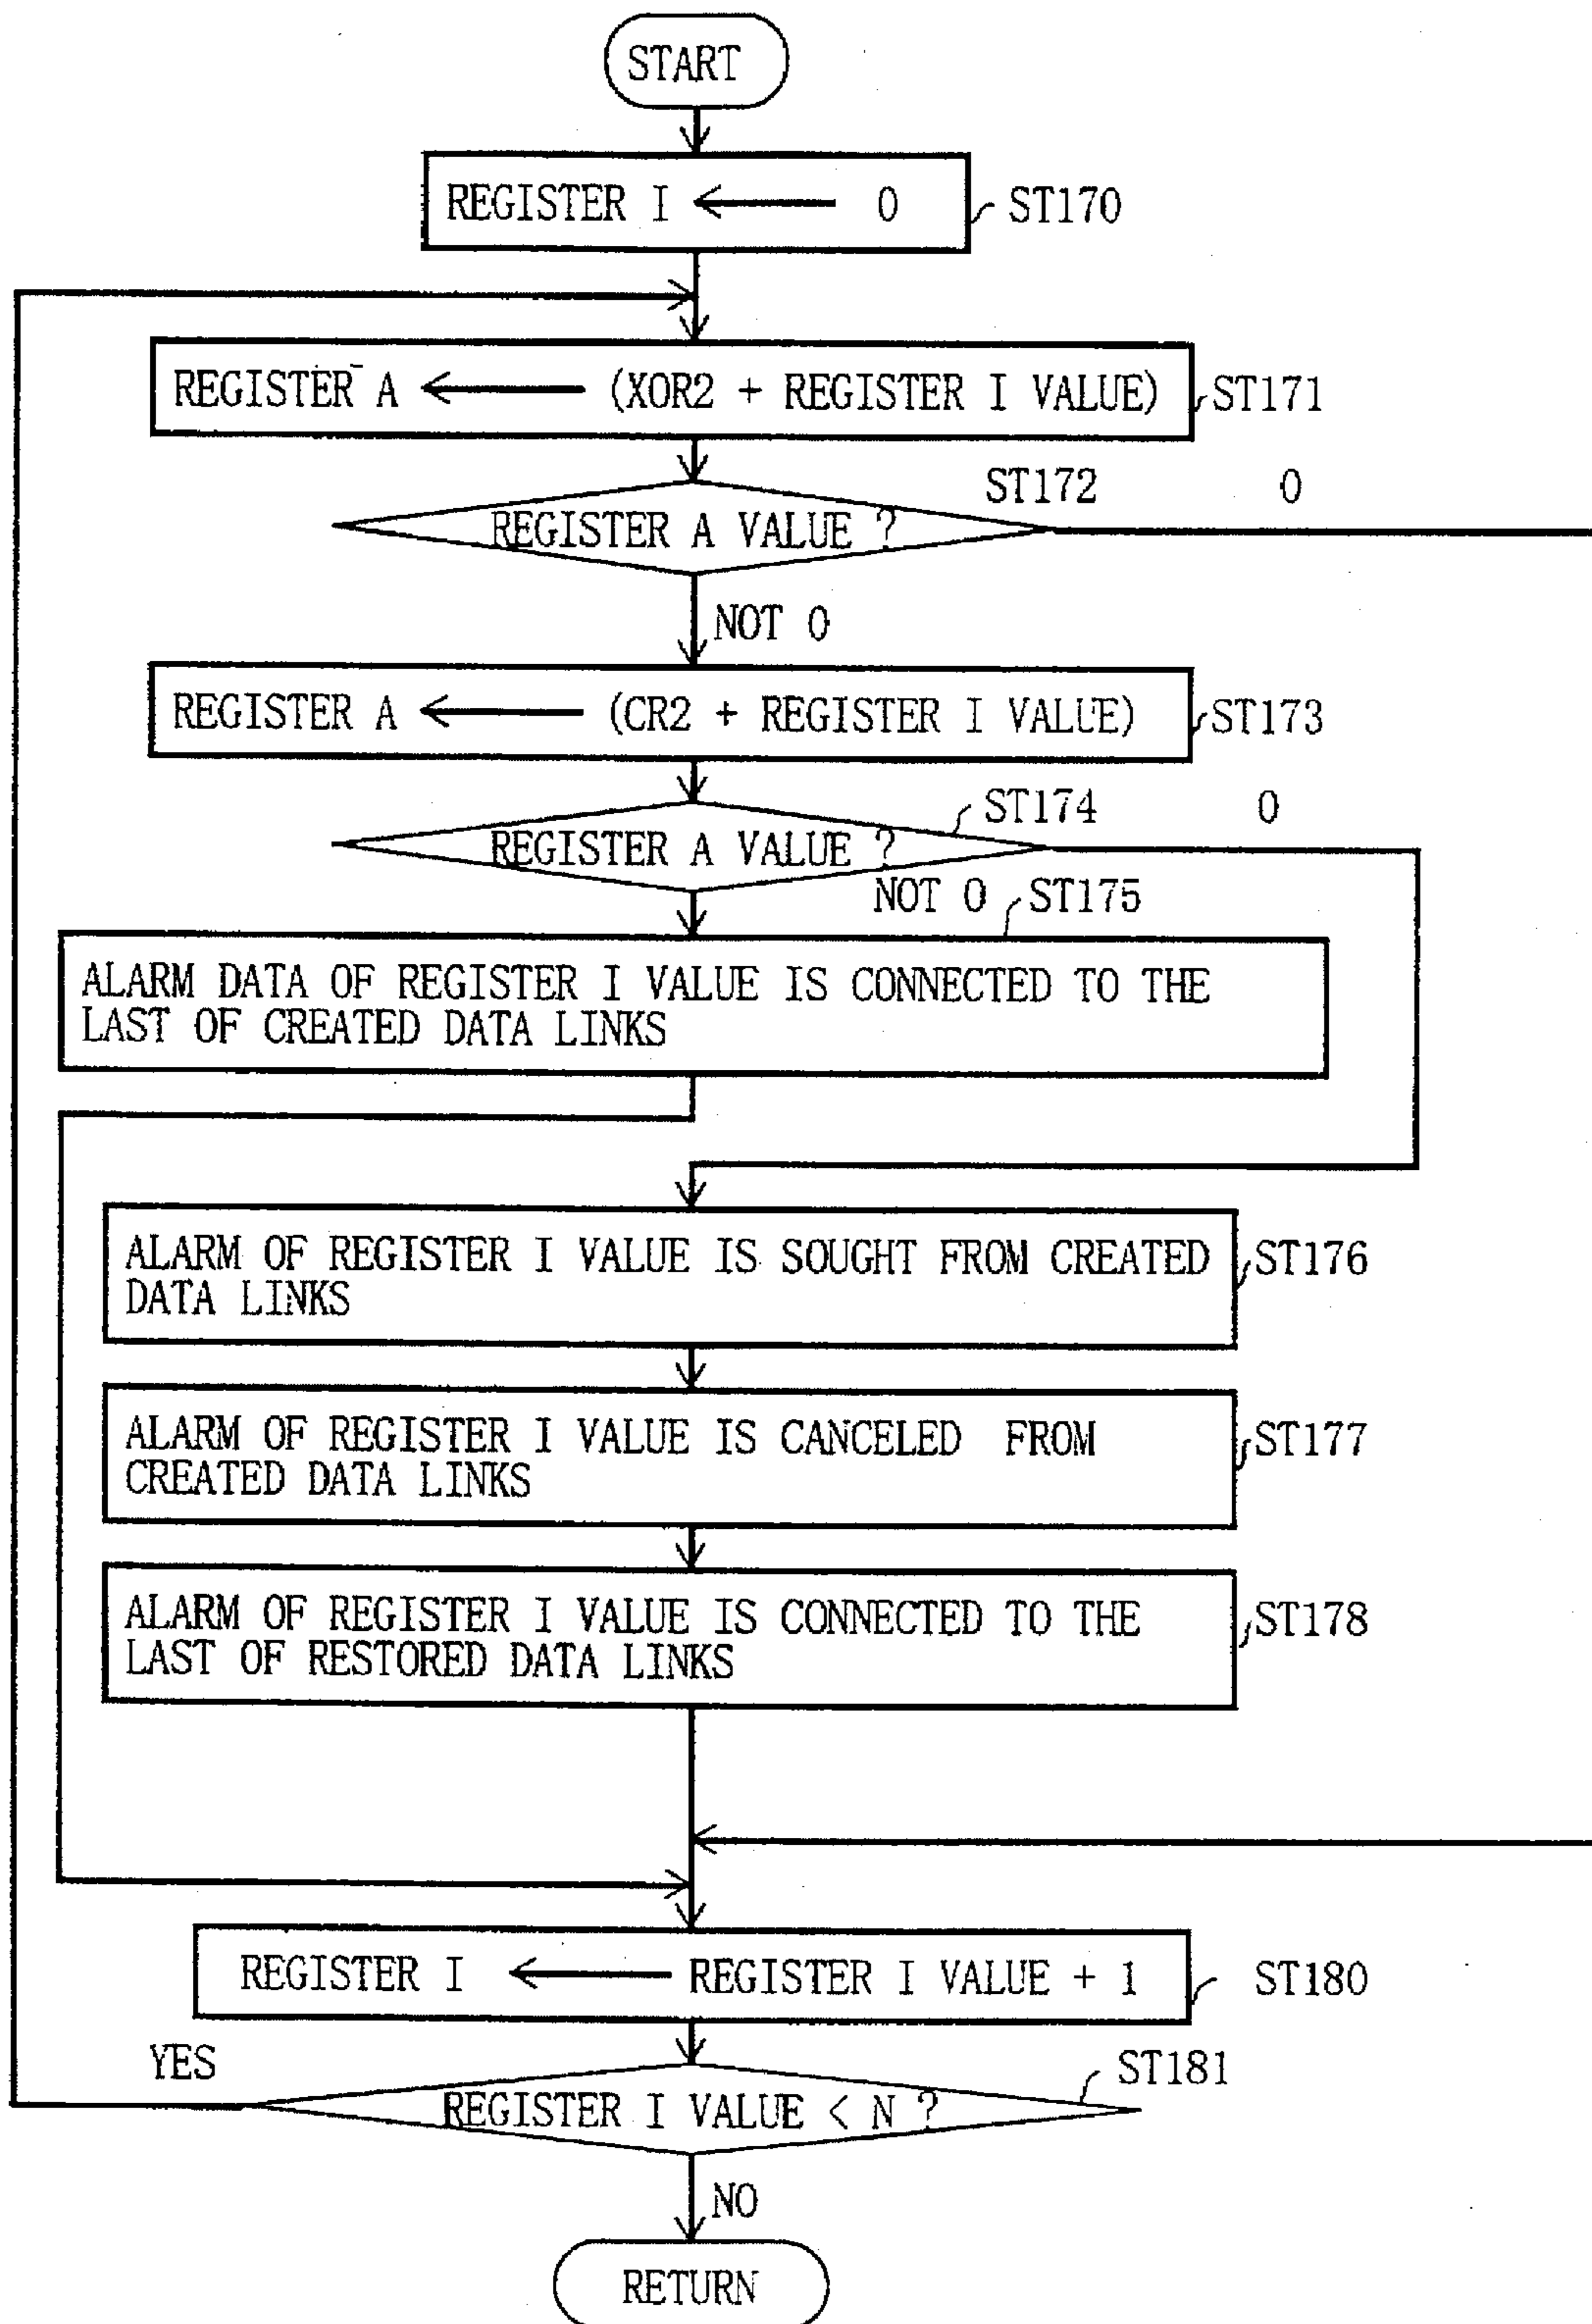 START
REGISTER I ← 0
ST170
REGISTER A ← (XOR2 + REGISTER I VALUE)
ST171
ST172
0
REGISTER A VALUE ?
NOT 0
REGISTER A ← (CR2 + REGISTER I VALUE)
ST173
ST174
0
REGISTER A VALUE ?
NOT 0
ST175
ALARM DATA OF REGISTER I VALUE IS CONNECTED TO THE
LAST OF CREATED DATA LINKS
ALARM OF REGISTER I VALUE IS SOUGHT FROM CREATED
DATA LINKS
ST176
ALARM OF REGISTER I VALUE IS CANCELED FROM
CREATED DATA LINKS
ST177
ALARM OF REGISTER I VALUE IS CONNECTED TO THE
LAST OF RESTORED DATA LINKS
ST178
REGISTER I ← REGISTER I VALUE + 1
ST180
YES
ST181
REGISTER I VALUE < N ?
NO
RETURN